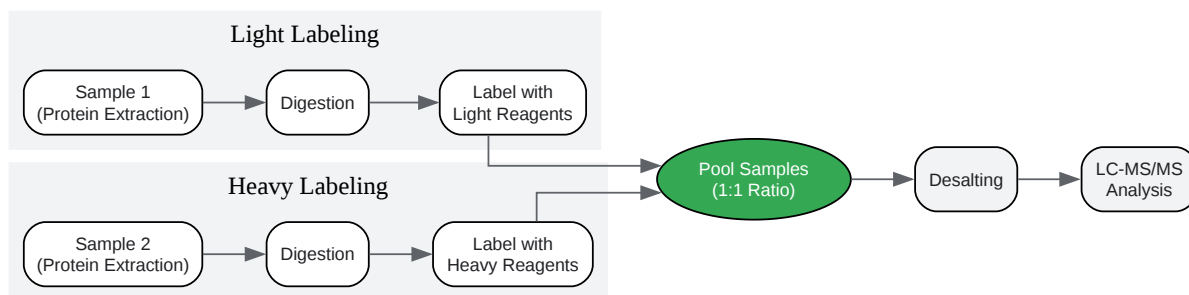 Light Labeling
Sample 1
(Protein Extraction)
Digestion
Label with
Light Reagents
Heavy Labeling
Sample 2
(Protein Extraction)
Digestion
Label with
Heavy Reagents
Pool Samples
(1:1 Ratio)
Desalting
LC-MS/MS
Analysis